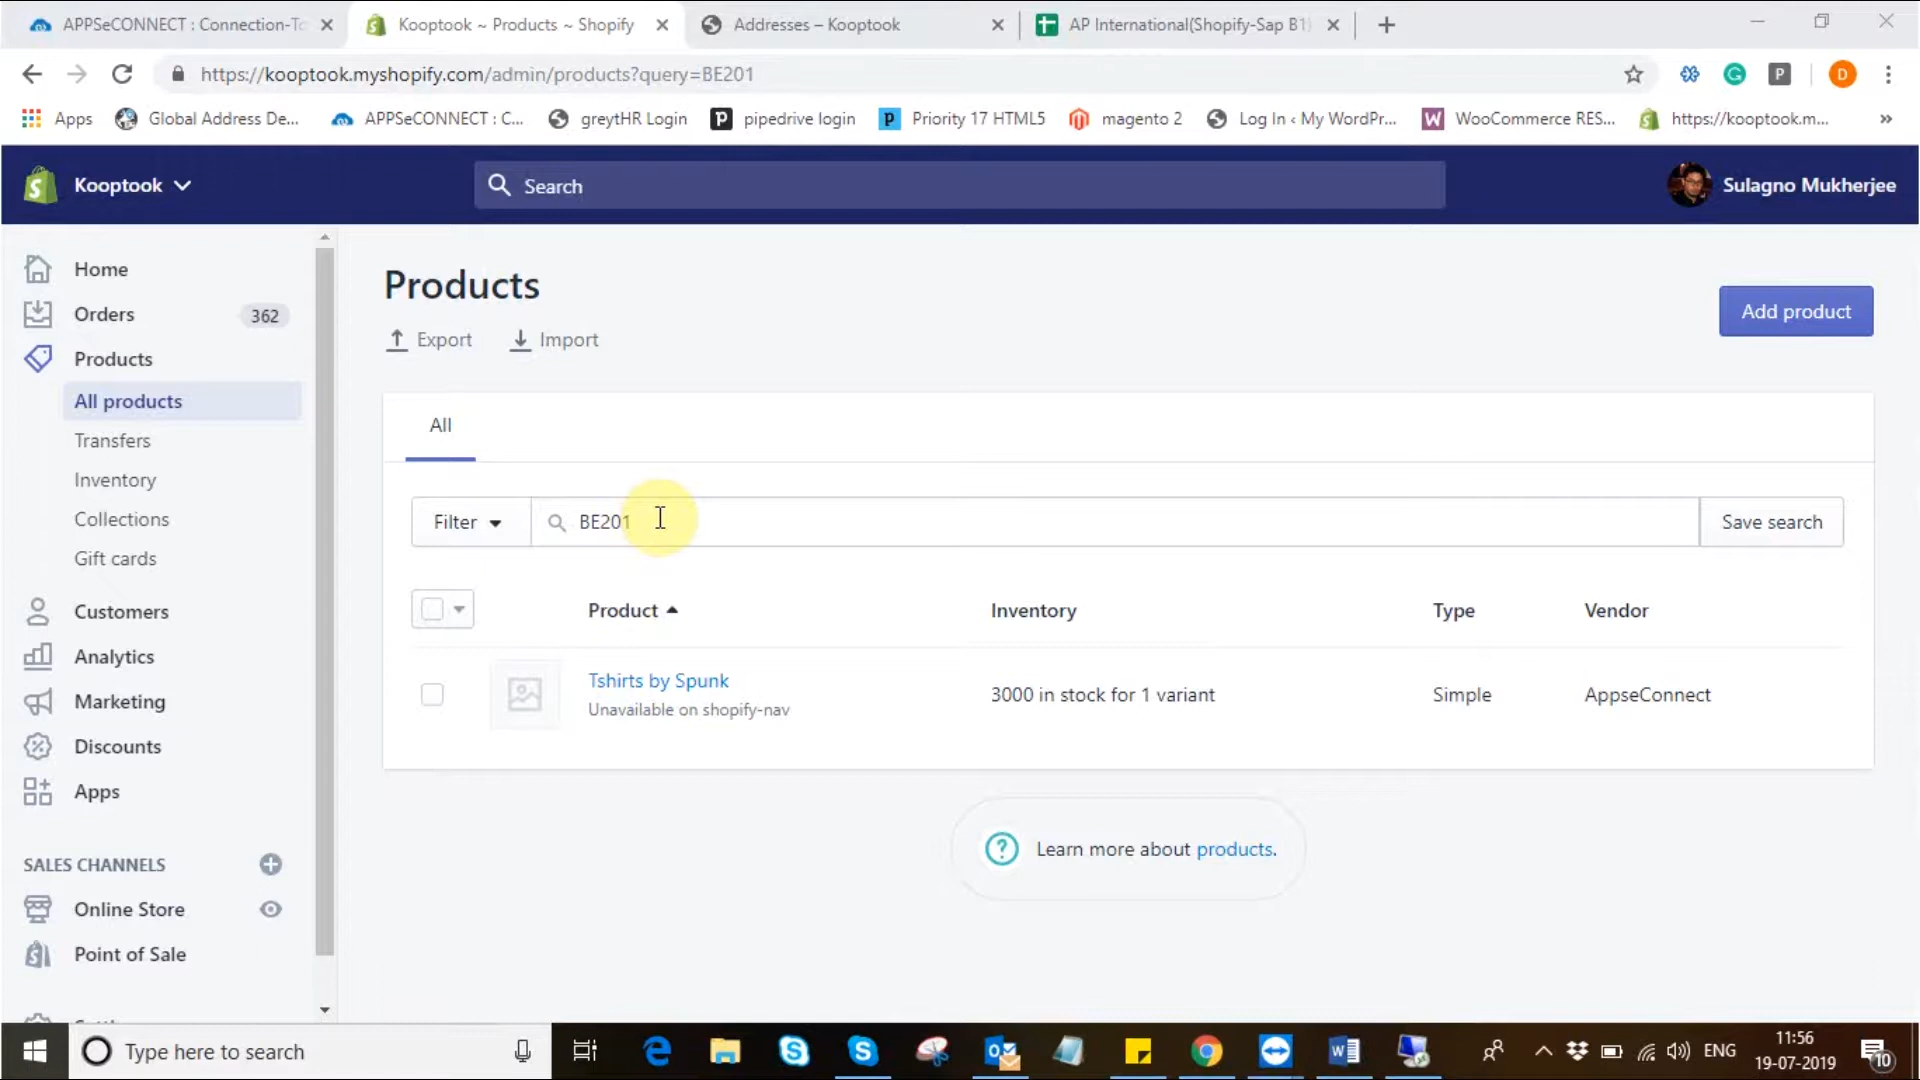 APPSeCONNECT : Connection-To
Kooptook ~ Products ~ Shopify
Addresses – Kooptook
AP International(Shopify-Sap B1)
https://kooptook.myshopify.com/admin/products?query=BE201
P
D
Apps
Global Address De...
APPSeCONNECT : C...
greytHR Login
pipedrive login
Priority 17 HTML5
magento 2
Log In ‹ My WordPr...
WooCommerce RES...
https://kooptook.m...
»
Kooptook
Search
Sulagno Mukherjee
Home
Orders
362
Products
All products
Transfers
Inventory
Collections
Gift cards
Customers
Analytics
Marketing
Discounts
Apps
SALES CHANNELS
Online Store
Point of Sale
Products
Export
Import
Add product
All
Filter
BE201
Save search
Product
Inventory
Type
Vendor
Tshirts by Spunk
Unavailable on shopify-nav
3000 in stock for 1 variant
Simple
AppseConnect
Learn more about products.
Type here to search
ENG
11:56
19-07-2019
10